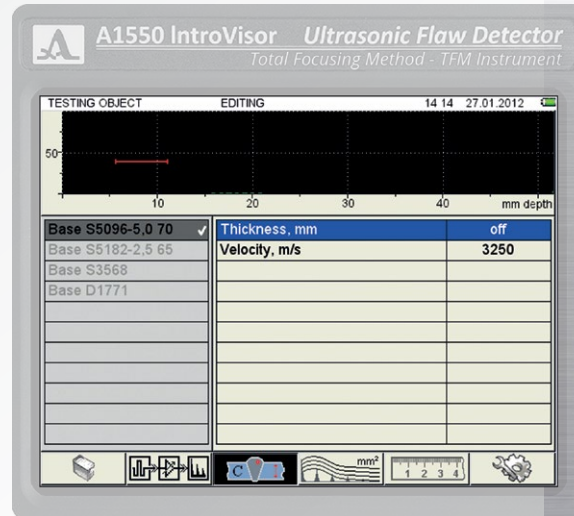 A1550 IntroVisor Ultrasonic Flaw Detector
Total Focusing Method - TFM Instrument
TESTING OBJECT EDITING 14 14 27.01.2012
50
10 20 30 40 mm depth
Base S5096-5,0 70 Thickness, mm off
Base S5182-2,5 65 Velocity, m/s 3250
Base S3568
Base D1771
C mm²
1 2 3 4